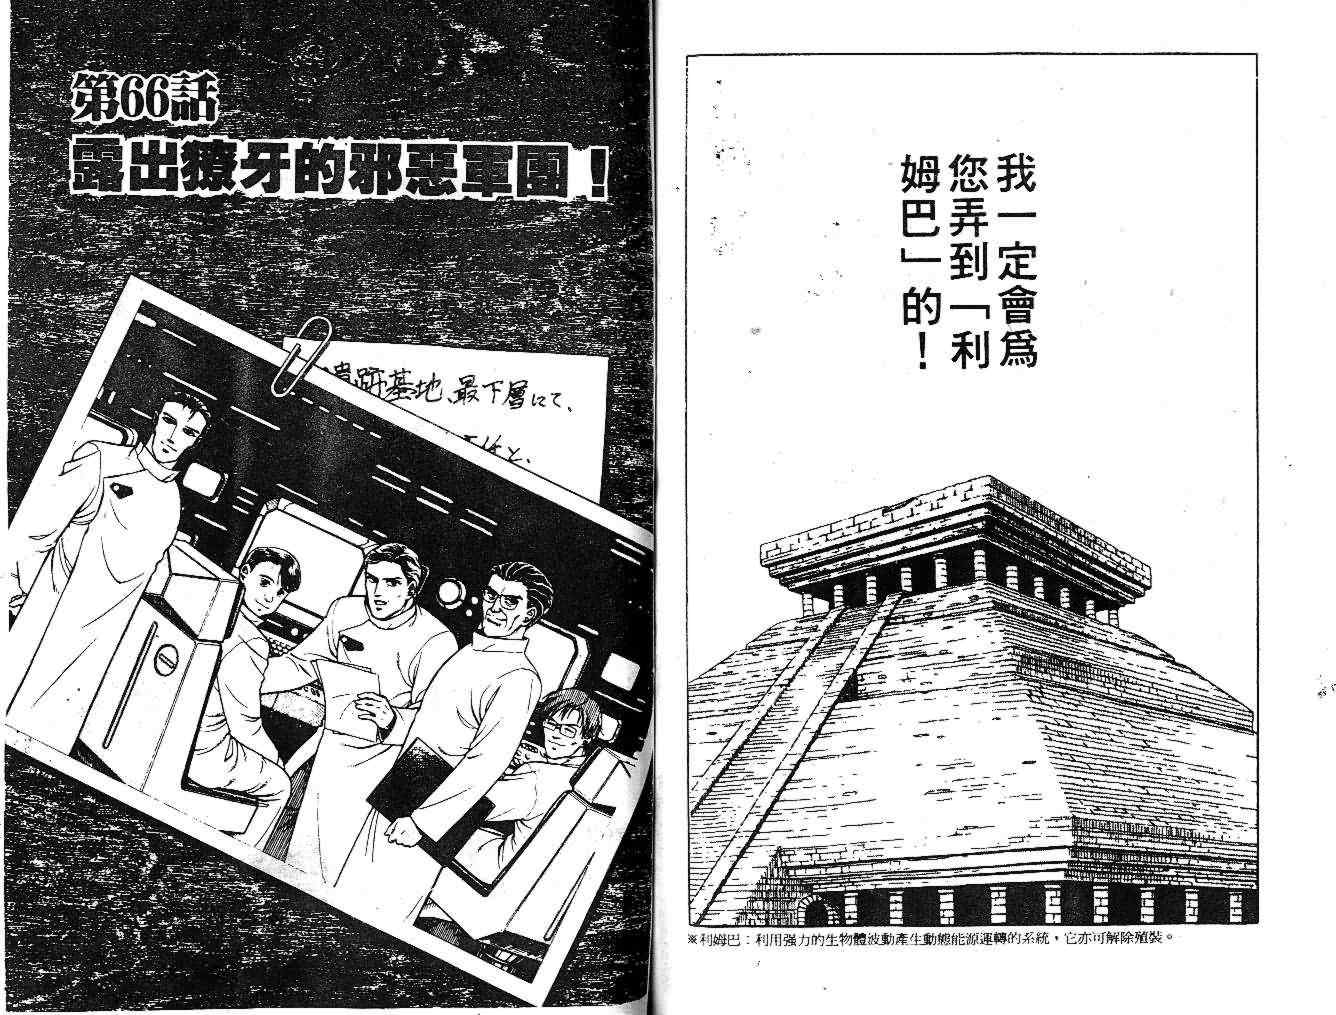 我一定會爲
您弄到「利
姆巴」的！
※利姆巴：利用强力的生物體波動產生動態能源運轉的系統，它亦可解除殖裝。
第66話
露出獠牙的邪惡軍團！
遺跡基地、最下層にて、
と、